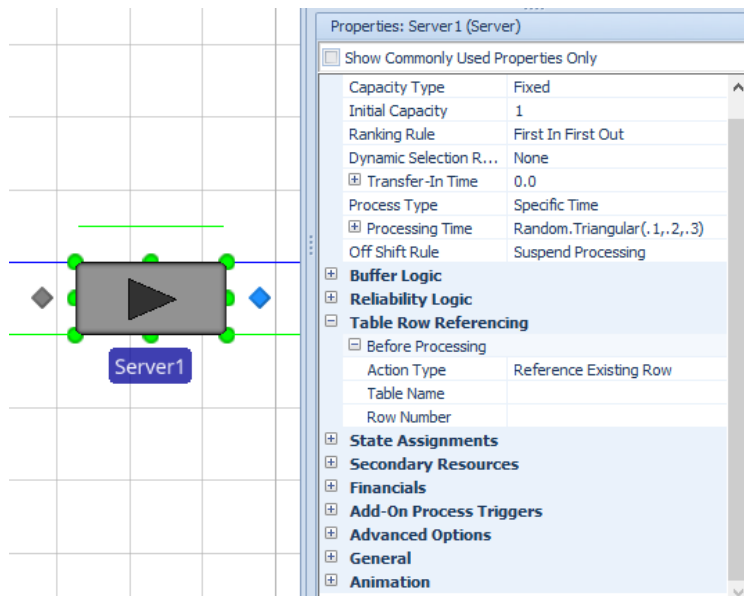 Properties: Server1 (Server)
Show Commonly Used Properties Only
Capacity Type Fixed
Initial Capacity 1
Ranking Rule First In First Out
Dynamic Selection R... None
Transfer-In Time 0.0
Process Type Specific Time
Processing Time Random.Triangular(.1,.2,.3)
Off Shift Rule Suspend Processing
Buffer Logic
Reliability Logic
Table Row Referencing
Before Processing
Action Type Reference Existing Row
Table Name
Row Number
State Assignments
Secondary Resources
Financials
Add-On Process Triggers
Advanced Options
General
Animation
Server1